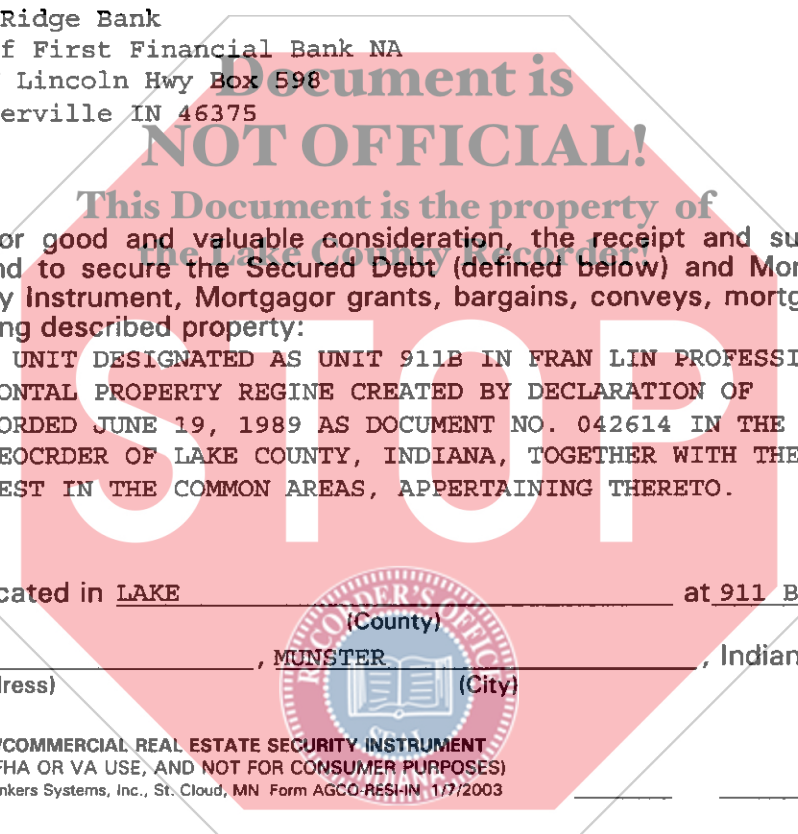 Ridge Bank
f First Financial Bank NA
Lincoln Hwy Box 598
erville IN 46375
Document is
NOT OFFICIAL!
This Document is the property of
the Lake County Recorder!
or good and valuable consideration, the receipt and su
nd to secure the Secured Debt (defined below) and Mor
y Instrument, Mortgagor grants, bargains, conveys, mortg
ng described property:
UNIT DESIGNATED AS UNIT 911B IN FRAN LIN PROFESSI
ONTAL PROPERTY REGINE CREATED BY DECLARATION OF
ORDED JUNE 19, 1989 AS DOCUMENT NO. 042614 IN THE
EOCRDER OF LAKE COUNTY, INDIANA, TOGETHER WITH THE
EST IN THE COMMON AREAS, APPERTAINING THERETO.
STOP
cated in LAKE at 911 B
(County)
, MUNSTER , Indian
dress) (City)
RECORDER'S OFFICE
SEAL
INDIANA
/COMMERCIAL REAL ESTATE SECURITY INSTRUMENT
FHA OR VA USE, AND NOT FOR CONSUMER PURPOSES)
nkers Systems, Inc., St. Cloud, MN Form AGCO-RESI-IN 1/7/2003